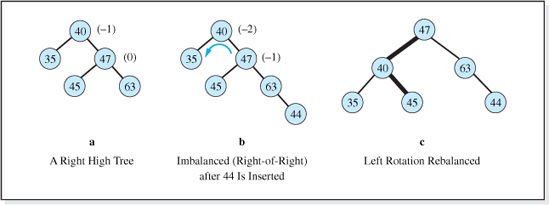 40 (–1)
35 47 (0)
45 63
a
A Right High Tree
40 (–2)
35 47 (–1)
45 63
44
b
Imbalanced (Right-of-Right)
after 44 Is Inserted
47
40 63
35 45 44
c
Left Rotation Rebalanced